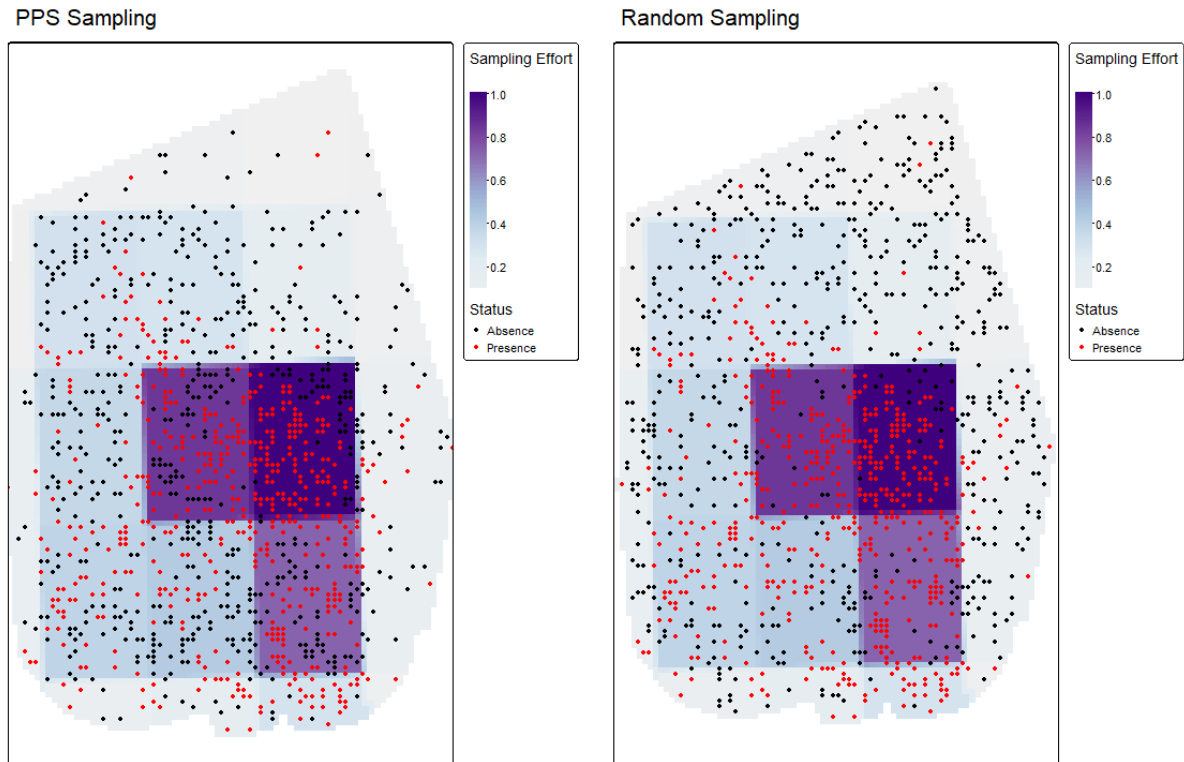 PPS Sampling
Sampling Effort
1.0
0.8
0.6
0.4
0.2
Status
Absence
Presence
Random Sampling
Sampling Effort
1.0
0.8
0.6
0.4
0.2
Status
Absence
Presence